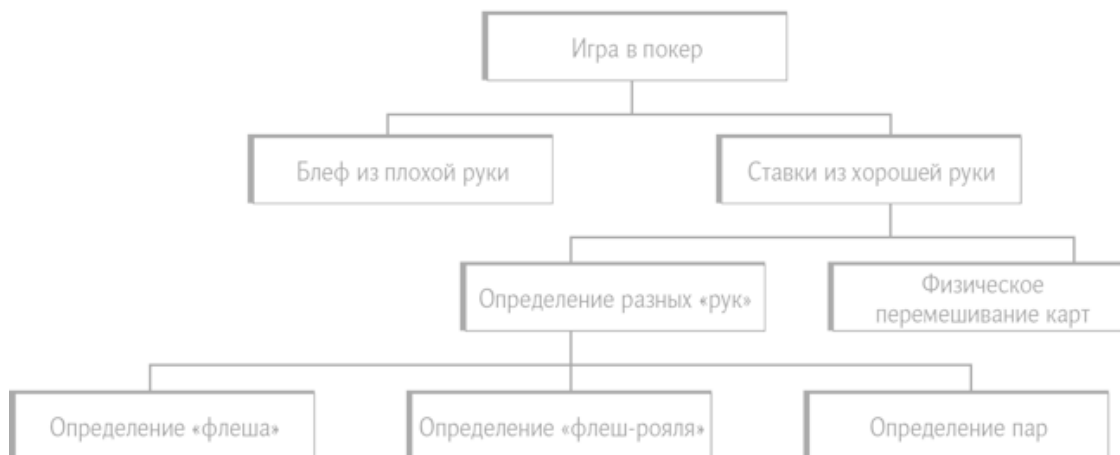 Игра в покер
Блеф из плохой руки
Ставки из хорошей руки
Определение разных «рук»
Физическое
перемешивание карт
Определение «флеша»
Определение «флеш-рояля»
Определение пар